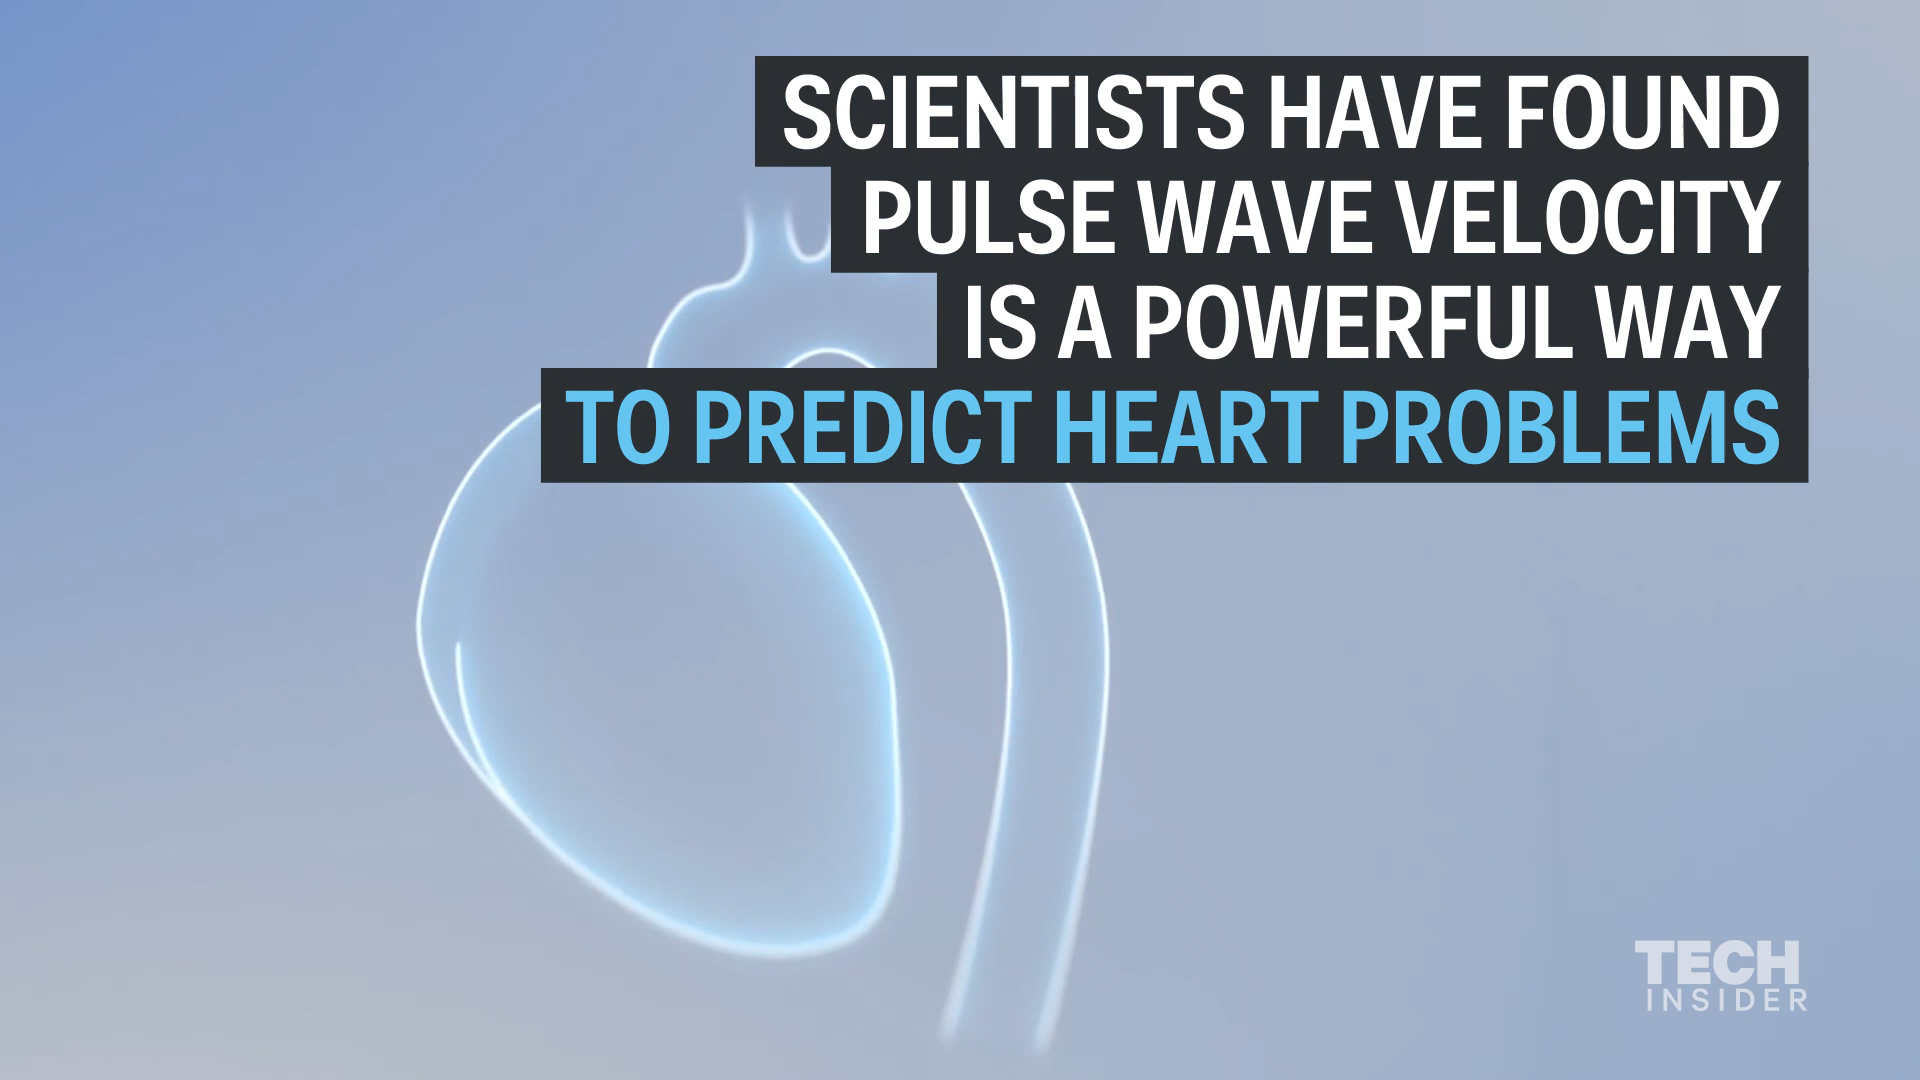 SCIENTISTS HAVE FOUND
PULSE WAVE VELOCITY
IS A POWERFUL WAY
TO PREDICT HEART PROBLEMS
TECH
INSIDER